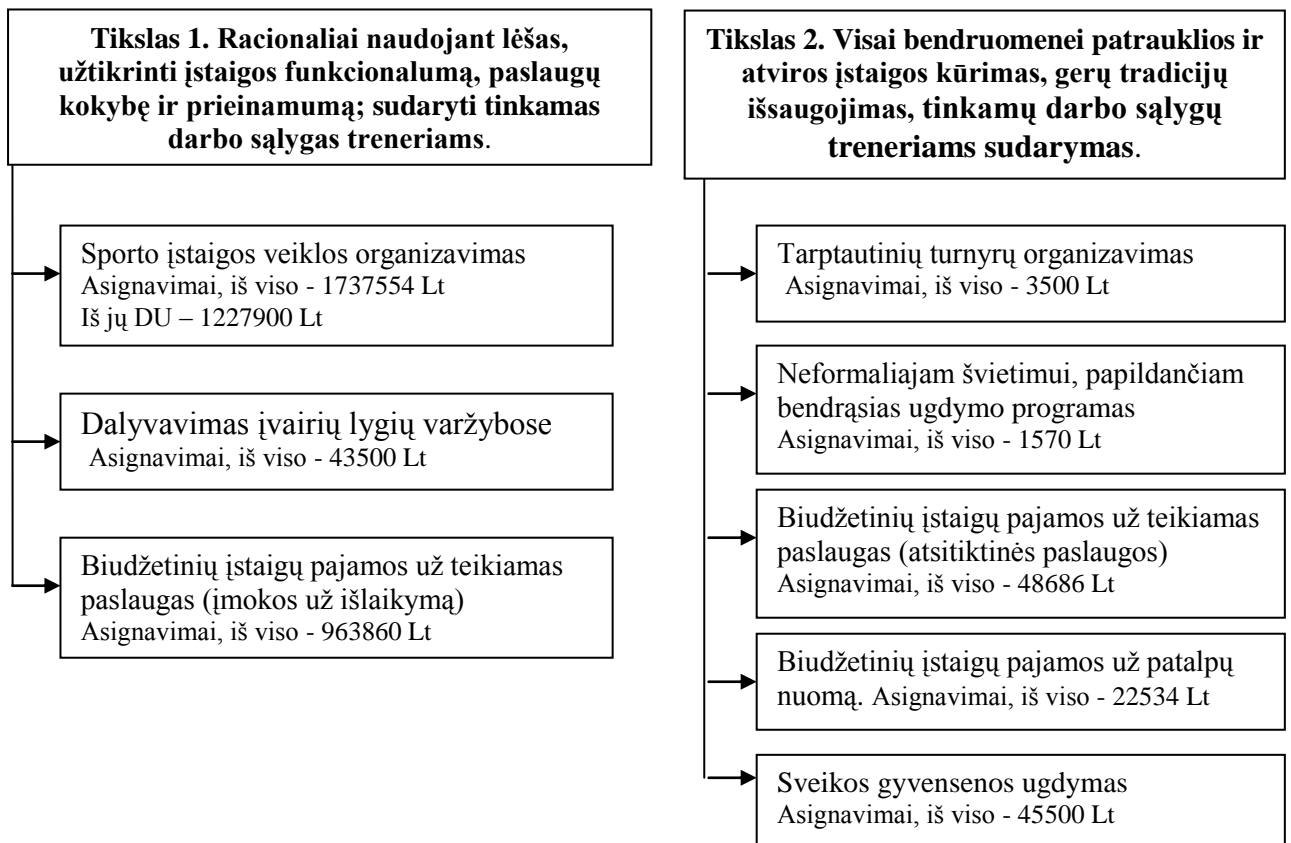 Tikslas 1. Racionaliai naudojant lėšas,
užtikrinti įstaigos funkcionalumą, paslaugų
kokybę ir prieinamumą; sudaryti tinkamas
darbo sąlygas treneriams.
Sporto įstaigos veiklos organizavimas
Asignavimai, iš viso - 1737554 Lt
Iš jų DU – 1227900 Lt
Dalyvavimas įvairių lygių varžybose
Asignavimai, iš viso - 43500 Lt
Biudžetinių įstaigų pajamos už teikiamas
paslaugas (įmokos už išlaikymą)
Asignavimai, iš viso - 963860 Lt
Tikslas 2. Visai bendruomenei patrauklios ir
atviros įstaigos kūrimas, gerų tradicijų
išsaugojimas, tinkamų darbo sąlygų
treneriams sudarymas.
Tarptautinių turnyrų organizavimas
Asignavimai, iš viso - 3500 Lt
Neformaliajam švietimui, papildančiam
bendrąsias ugdymo programas
Asignavimai, iš viso - 1570 Lt
Biudžetinių įstaigų pajamos už teikiamas
paslaugas (atsitiktinės paslaugos)
Asignavimai, iš viso - 48686 Lt
Biudžetinių įstaigų pajamos už patalpų
nuomą. Asignavimai, iš viso - 22534 Lt
Sveikos gyvensenos ugdymas
Asignavimai, iš viso - 45500 Lt